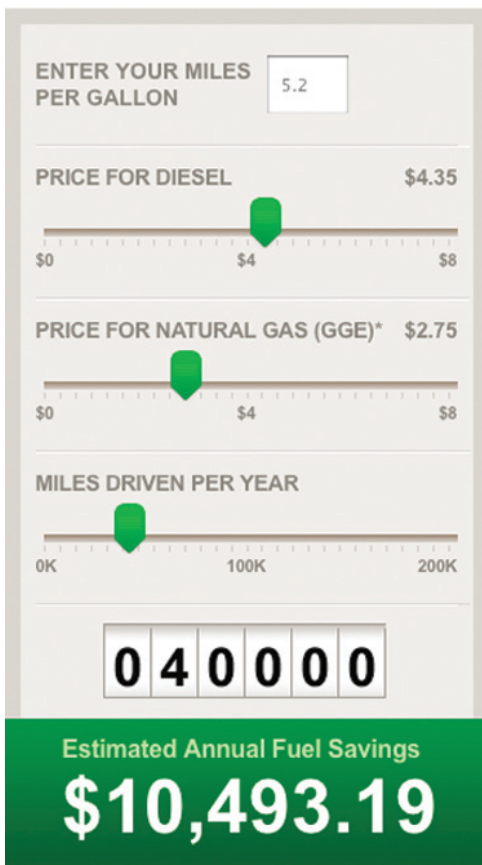 ENTER YOUR MILES
PER GALLON
5.2
PRICE FOR DIESEL $4.35
$0 $4 $8
PRICE FOR NATURAL GAS (GGE)* $2.75
$0 $4 $8
MILES DRIVEN PER YEAR
0K 100K 200K
040000
Estimated Annual Fuel Savings
$10,493.19